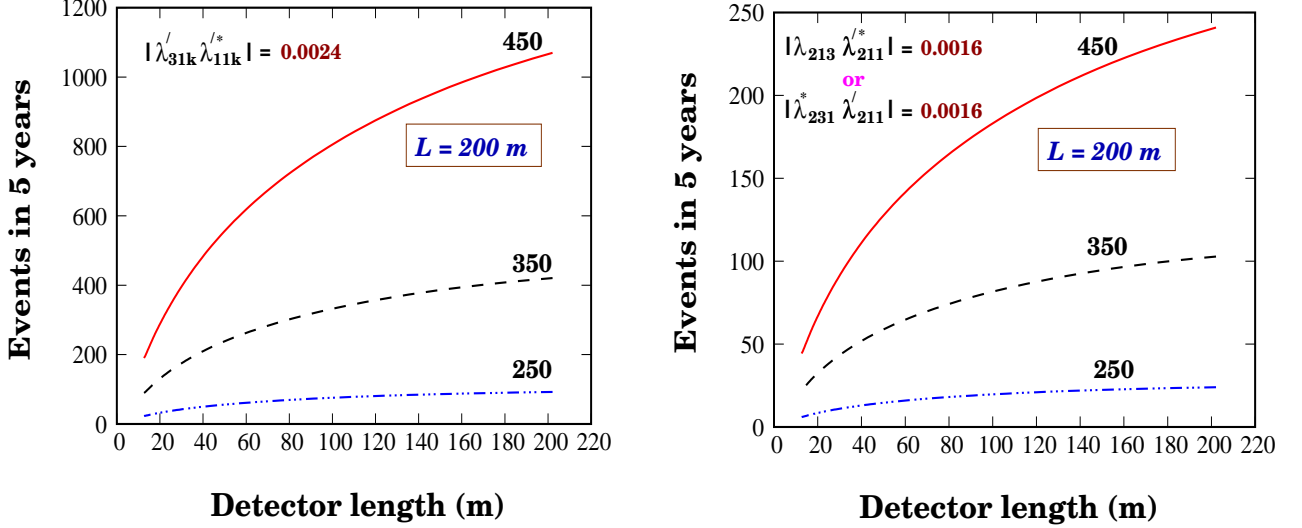 1200
1000
800
600
400
200
0
0 20 40 60 80 100 120 140 160 180 200 220
Events in 5 years
Detector length (m)
|λ′31k λ′*11k| = 0.0024
L = 200 m
450
350
250
250
200
150
100
50
0
0 20 40 60 80 100 120 140 160 180 200 220
Events in 5 years
Detector length (m)
|λ213 λ′*211| = 0.0016
or
|λ*231 λ′211| = 0.0016
L = 200 m
450
350
250